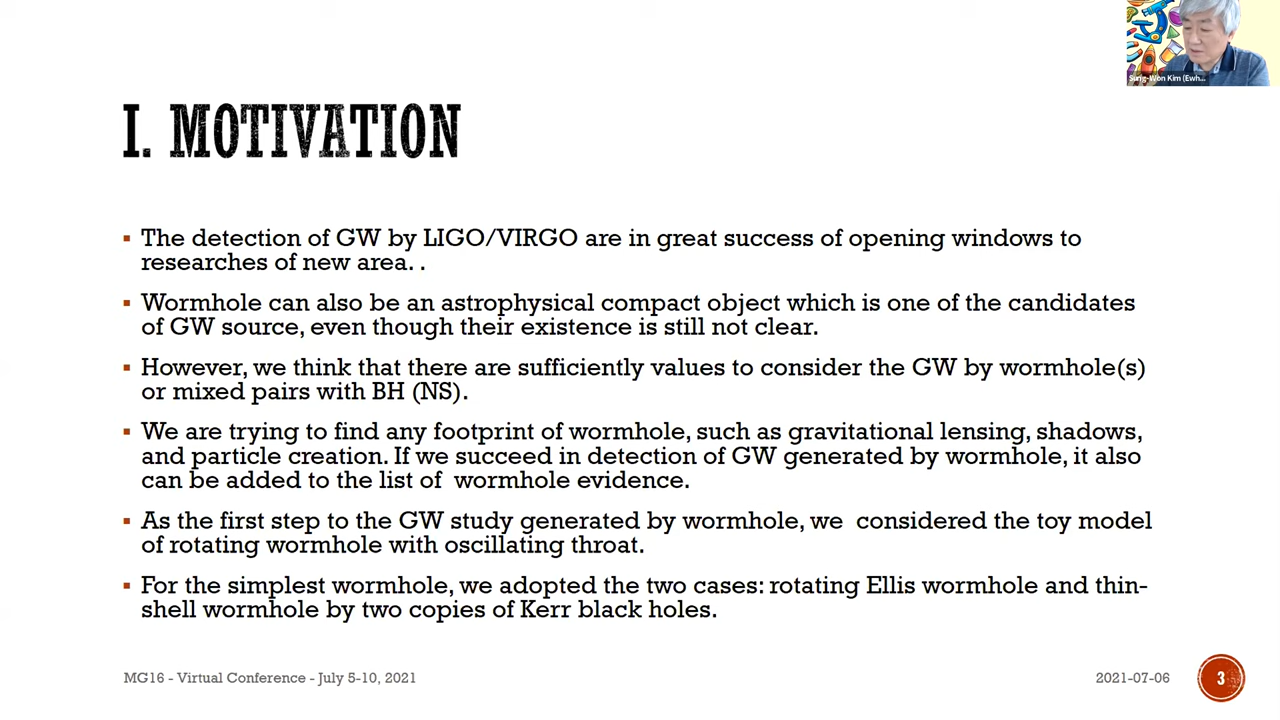 Sung-Won Kim (Ewh...
I. MOTIVATION
The detection of GW by LIGO/VIRGO are in great success of opening windows to
researches of new area. .
Wormhole can also be an astrophysical compact object which is one of the candidates
of GW source, even though their existence is still not clear.
However, we think that there are sufficiently values to consider the GW by wormhole(s)
or mixed pairs with BH (NS).
We are trying to find any footprint of wormhole, such as gravitational lensing, shadows,
and particle creation. If we succeed in detection of GW generated by wormhole, it also
can be added to the list of  wormhole evidence.
As the first step to the GW study generated by wormhole, we  considered the toy model
of rotating wormhole with oscillating throat.
For the simplest wormhole, we adopted the two cases: rotating Ellis wormhole and thin-
shell wormhole by two copies of Kerr black holes.
MG16 - Virtual Conference - July 5-10, 2021
2021-07-06
3